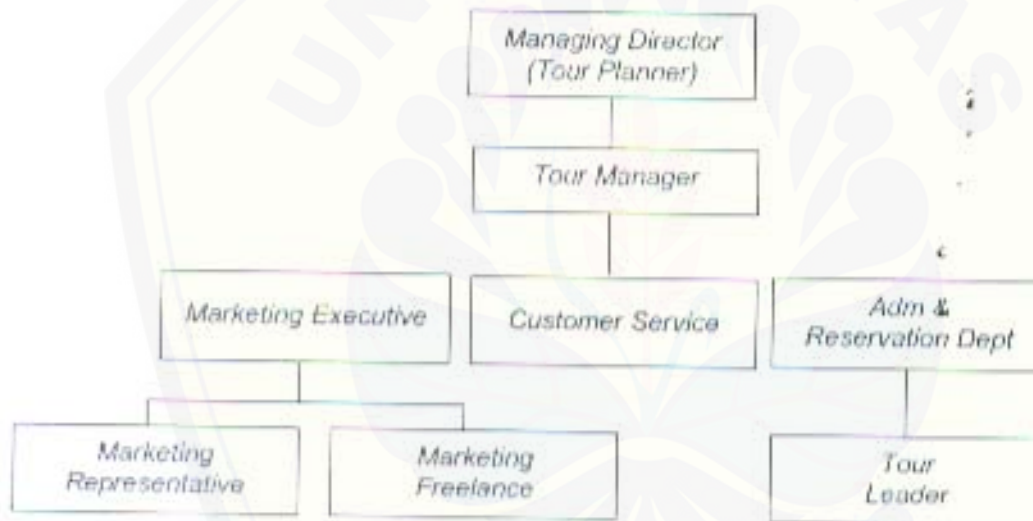 Managing Director
(Tour Planner)
Tour Manager
Marketing Executive
Customer Service
Adm &
Reservation Dept
Marketing
Representative
Marketing
Freelance
Tour
Leader